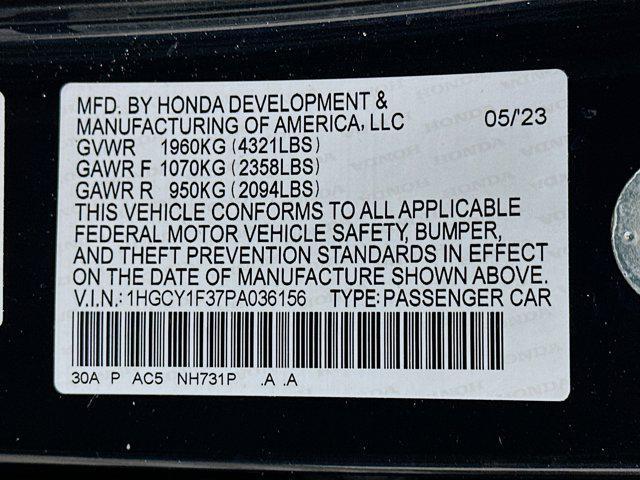 MFD. BY HONDA DEVELOPMENT &
MANUFACTURING OF AMERICA, LLC 05/'23
GVWR 1960KG (4321LBS)
GAWR F 1070KG (2358LBS)
GAWR R 950KG (2094LBS)
THIS VEHICLE CONFORMS TO ALL APPLICABLE
FEDERAL MOTOR VEHICLE SAFETY, BUMPER,
AND THEFT PREVENTION STANDARDS IN EFFECT
ON THE DATE OF MANUFACTURE SHOWN ABOVE.
V.I.N.: 1HGCY1F37PA036156 TYPE: PASSENGER CAR
30A P AC5 NH731P .A .A